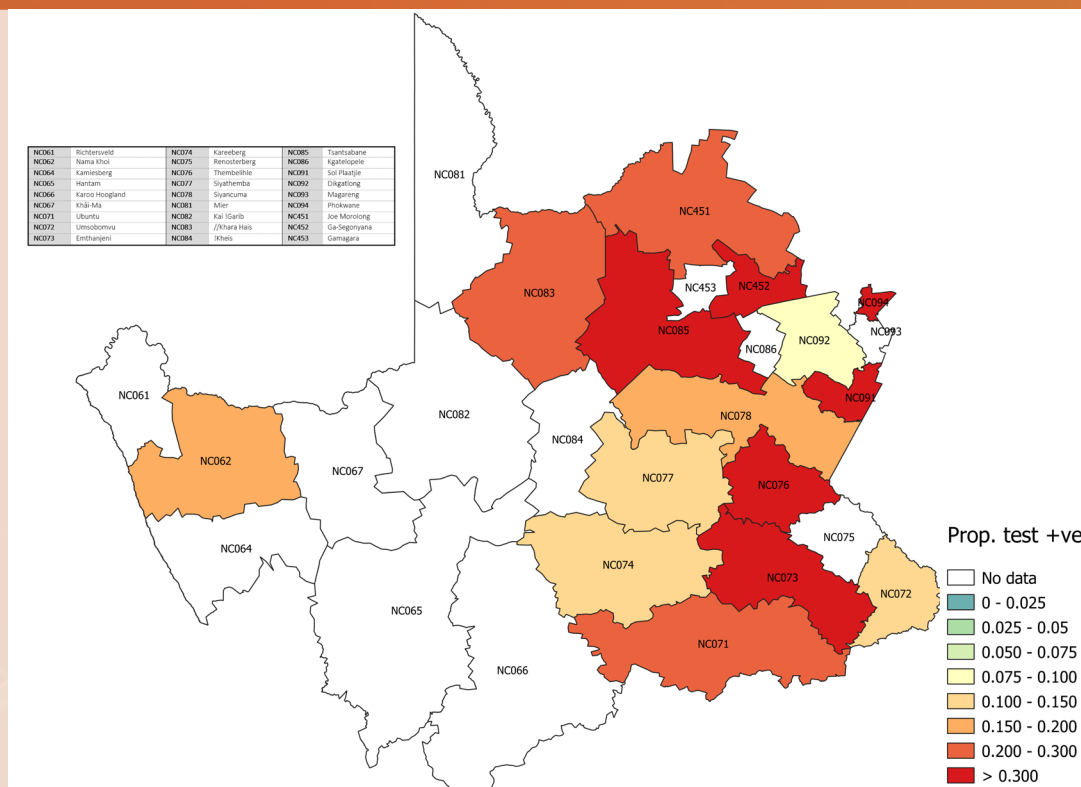 NC061 Richtersveld NC074 Kareeberg NC085 Tsantsabane
NC062 Nama Khoi NC075 Renosterberg NC086 Kgatelopele
NC064 Kamiesberg NC076 Thembelihle NC091 Sol Plaatjie
NC065 Hantam NC077 Siyathemba NC092 Dikgatlong
NC066 Karoo Hoogland NC078 Siyancuma NC093 Magareng
NC067 Khâi-Ma NC081 Mier NC094 Phokwane
NC071 Ubuntu NC082 Kai !Garib NC451 Joe Morolong
NC072 Umsobomvu NC083 //Khara Hais NC452 Ga-Segonyana
NC073 Emthanjeni NC084 !Kheis NC453 Gamagara
NC081
NC451
NC083
NC453
NC452
NC094
NC085
NC086
NC092
NC093
NC061
NC091
NC082
NC078
NC084
NC062
NC067
NC077
NC076
NC064
NC075
NC074
NC073
NC072
NC065
NC071
NC066
Prop. test +ve
No data
0 - 0.025
0.025 - 0.05
0.050 - 0.075
0.075 - 0.100
0.100 - 0.150
0.150 - 0.200
0.200 - 0.300
> 0.300